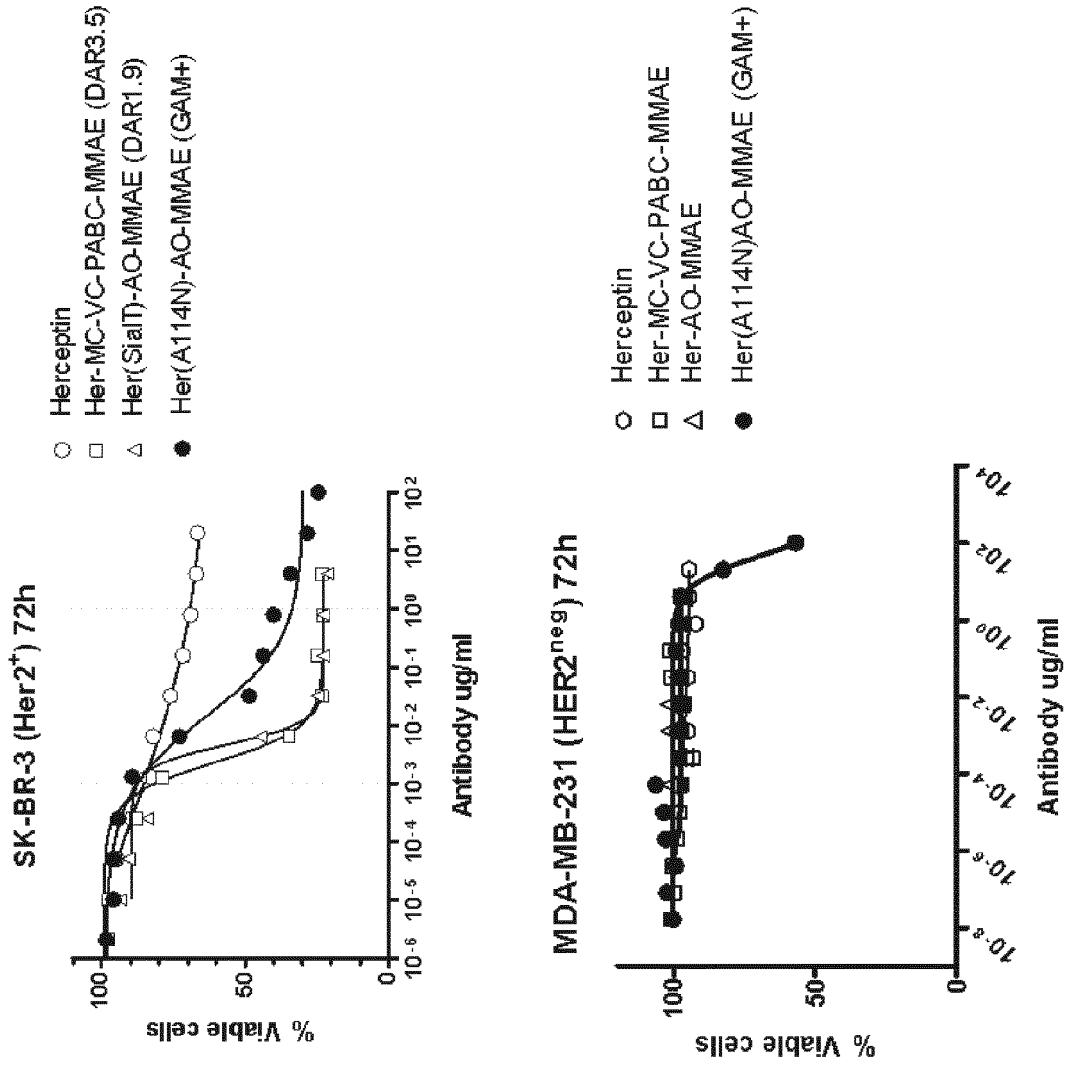 SK-BR-3 (Her2+) 72h
% Viable cells
100
50
0
10-6
10-5
10-4
10-3
10-2
10-1
100
101
102
Antibody ug/ml
Herceptin
Her-MC-VC-PABC-MMAE (DAR3.5)
Her(SialT)-AO-MMAE (DAR1.9)
Her(A114N)-AO-MMAE (GAM+)
MDA-MB-231 (HER2neg) 72h
% Viable cells
100
50
0
10-8
10-6
10-4
10-2
100
102
104
Antibody ug/ml
Herceptin
Her-MC-VC-PABC-MMAE
Her-AO-MMAE
Her(A114N)AO-MMAE (GAM+)